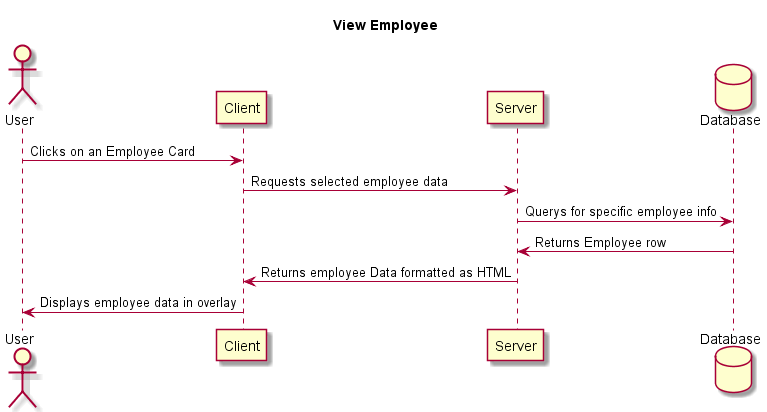 View Employee
User
Client
Server
Database
Clicks on an Employee Card
Requests selected employee data
Querys for specific employee info
Returns Employee row
Returns employee Data formatted as HTML
Displays employee data in overlay
User
Client
Server
Database